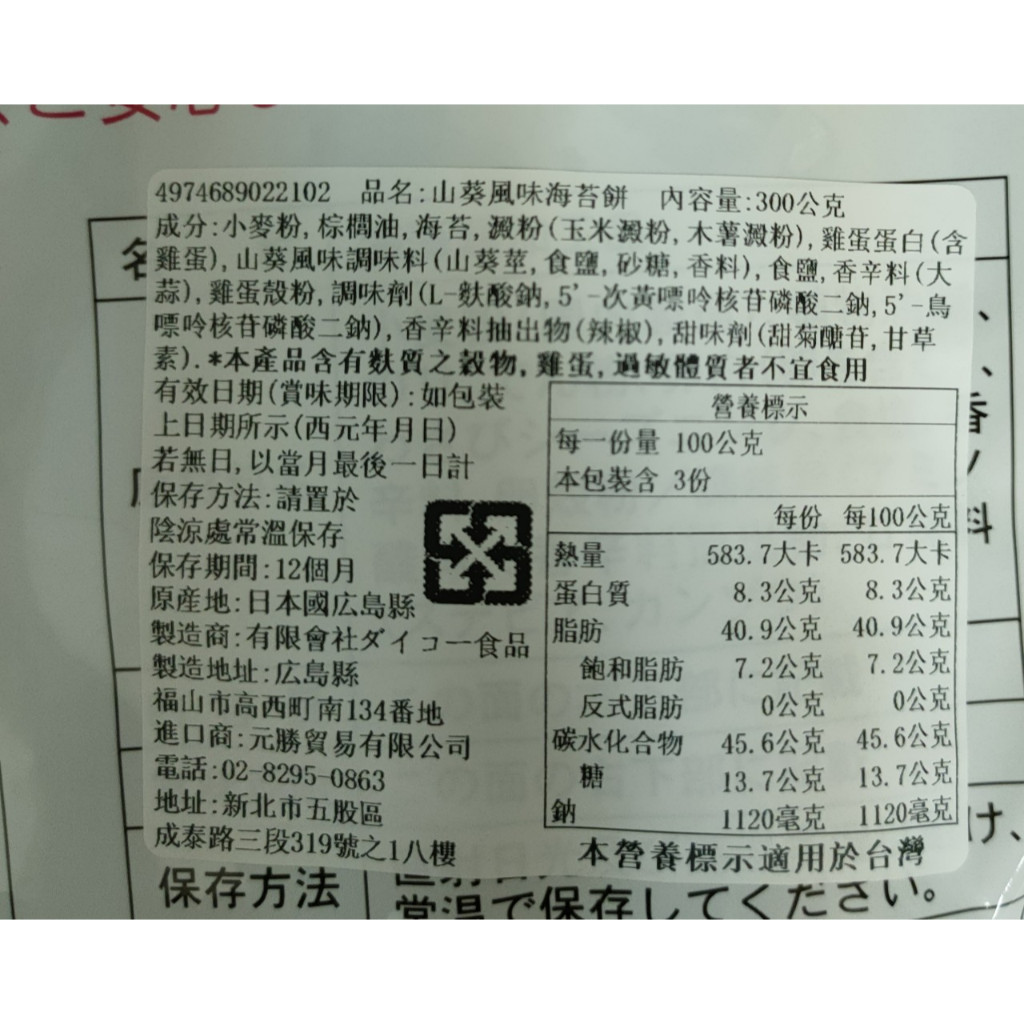 4974689022102 品名:山葵風味海苔餅 內容量:300公克
成分:小麥粉,棕櫚油,海苔,澱粉(玉米澱粉,木薯澱粉),雞蛋蛋白(含
雞蛋),山葵風味調味料(山葵莖,食鹽,砂糖,香料),食鹽,香辛料(大
蒜),雞蛋殼粉,調味劑(L-麩酸鈉,5'-次黃嘌呤核苷磷酸二鈉,5'-鳥
嘌呤核苷磷酸二鈉),香辛料抽出物(辣椒),甜味劑(甜菊醣苷,甘草
素).*本產品含有麩質之穀物,雞蛋,過敏體質者不宜食用
有效日期(賞味期限):如包裝
上日期所示(西元年月日)
若無日,以當月最後一日計
保存方法:請置於
陰涼處常溫保存
保存期間:12個月
原產地:日本國広島縣
製造商:有限會社ダイコー食品
製造地址:広島縣
福山市高西町南134番地
進口商:元勝貿易有限公司
電話:02-8295-0863
地址:新北市五股區
成泰路三段319號之1八樓
營養標示
每一份量 100公克
本包裝含 3份
每份 每100公克
熱量 583.7大卡 583.7大卡
蛋白質 8.3公克 8.3公克
脂肪 40.9公克 40.9公克
飽和脂肪 7.2公克 7.2公克
反式脂肪 0公克 0公克
碳水化合物 45.6公克 45.6公克
糖 13.7公克 13.7公克
鈉 1120毫克 1120毫克
本營養標示適用於台灣
保存方法
常温で保存してください。